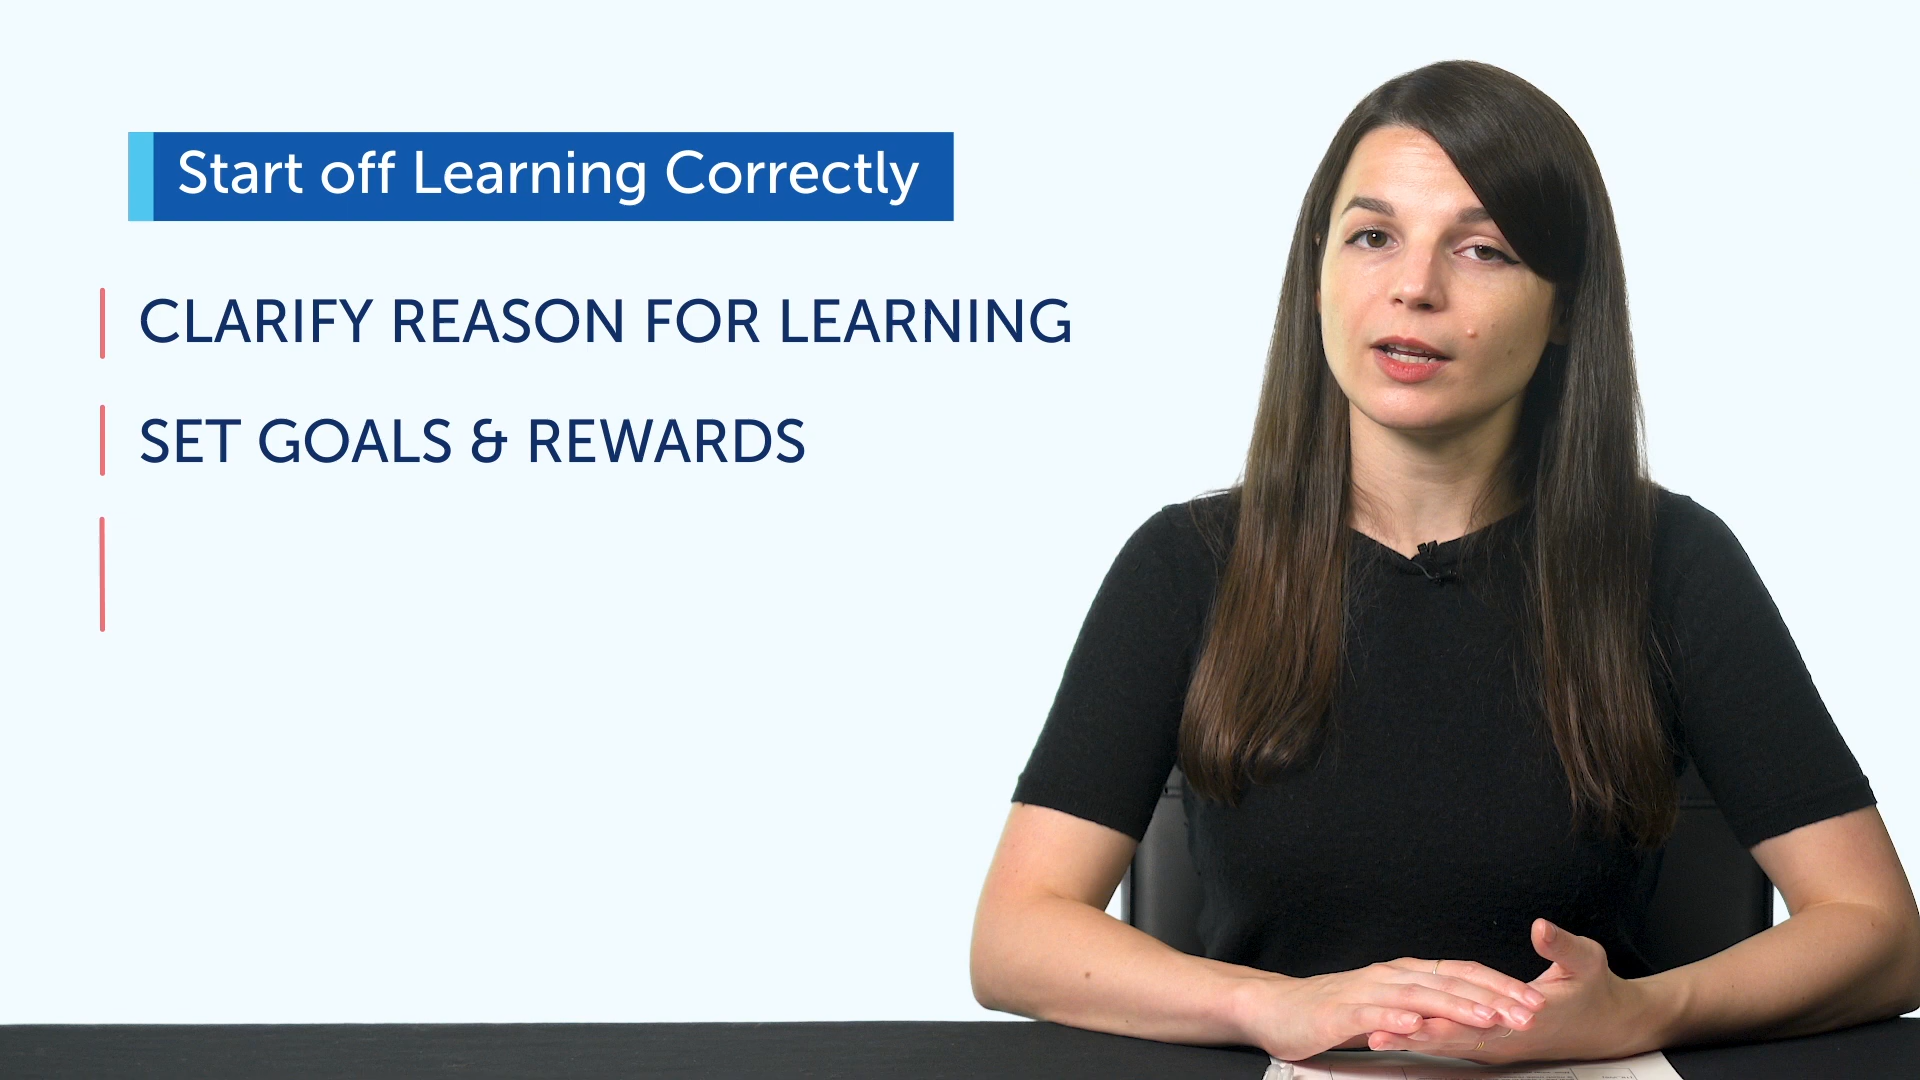 Start off Learning Correctly
CLARIFY REASON FOR LEARNING
SET GOALS & REWARDS